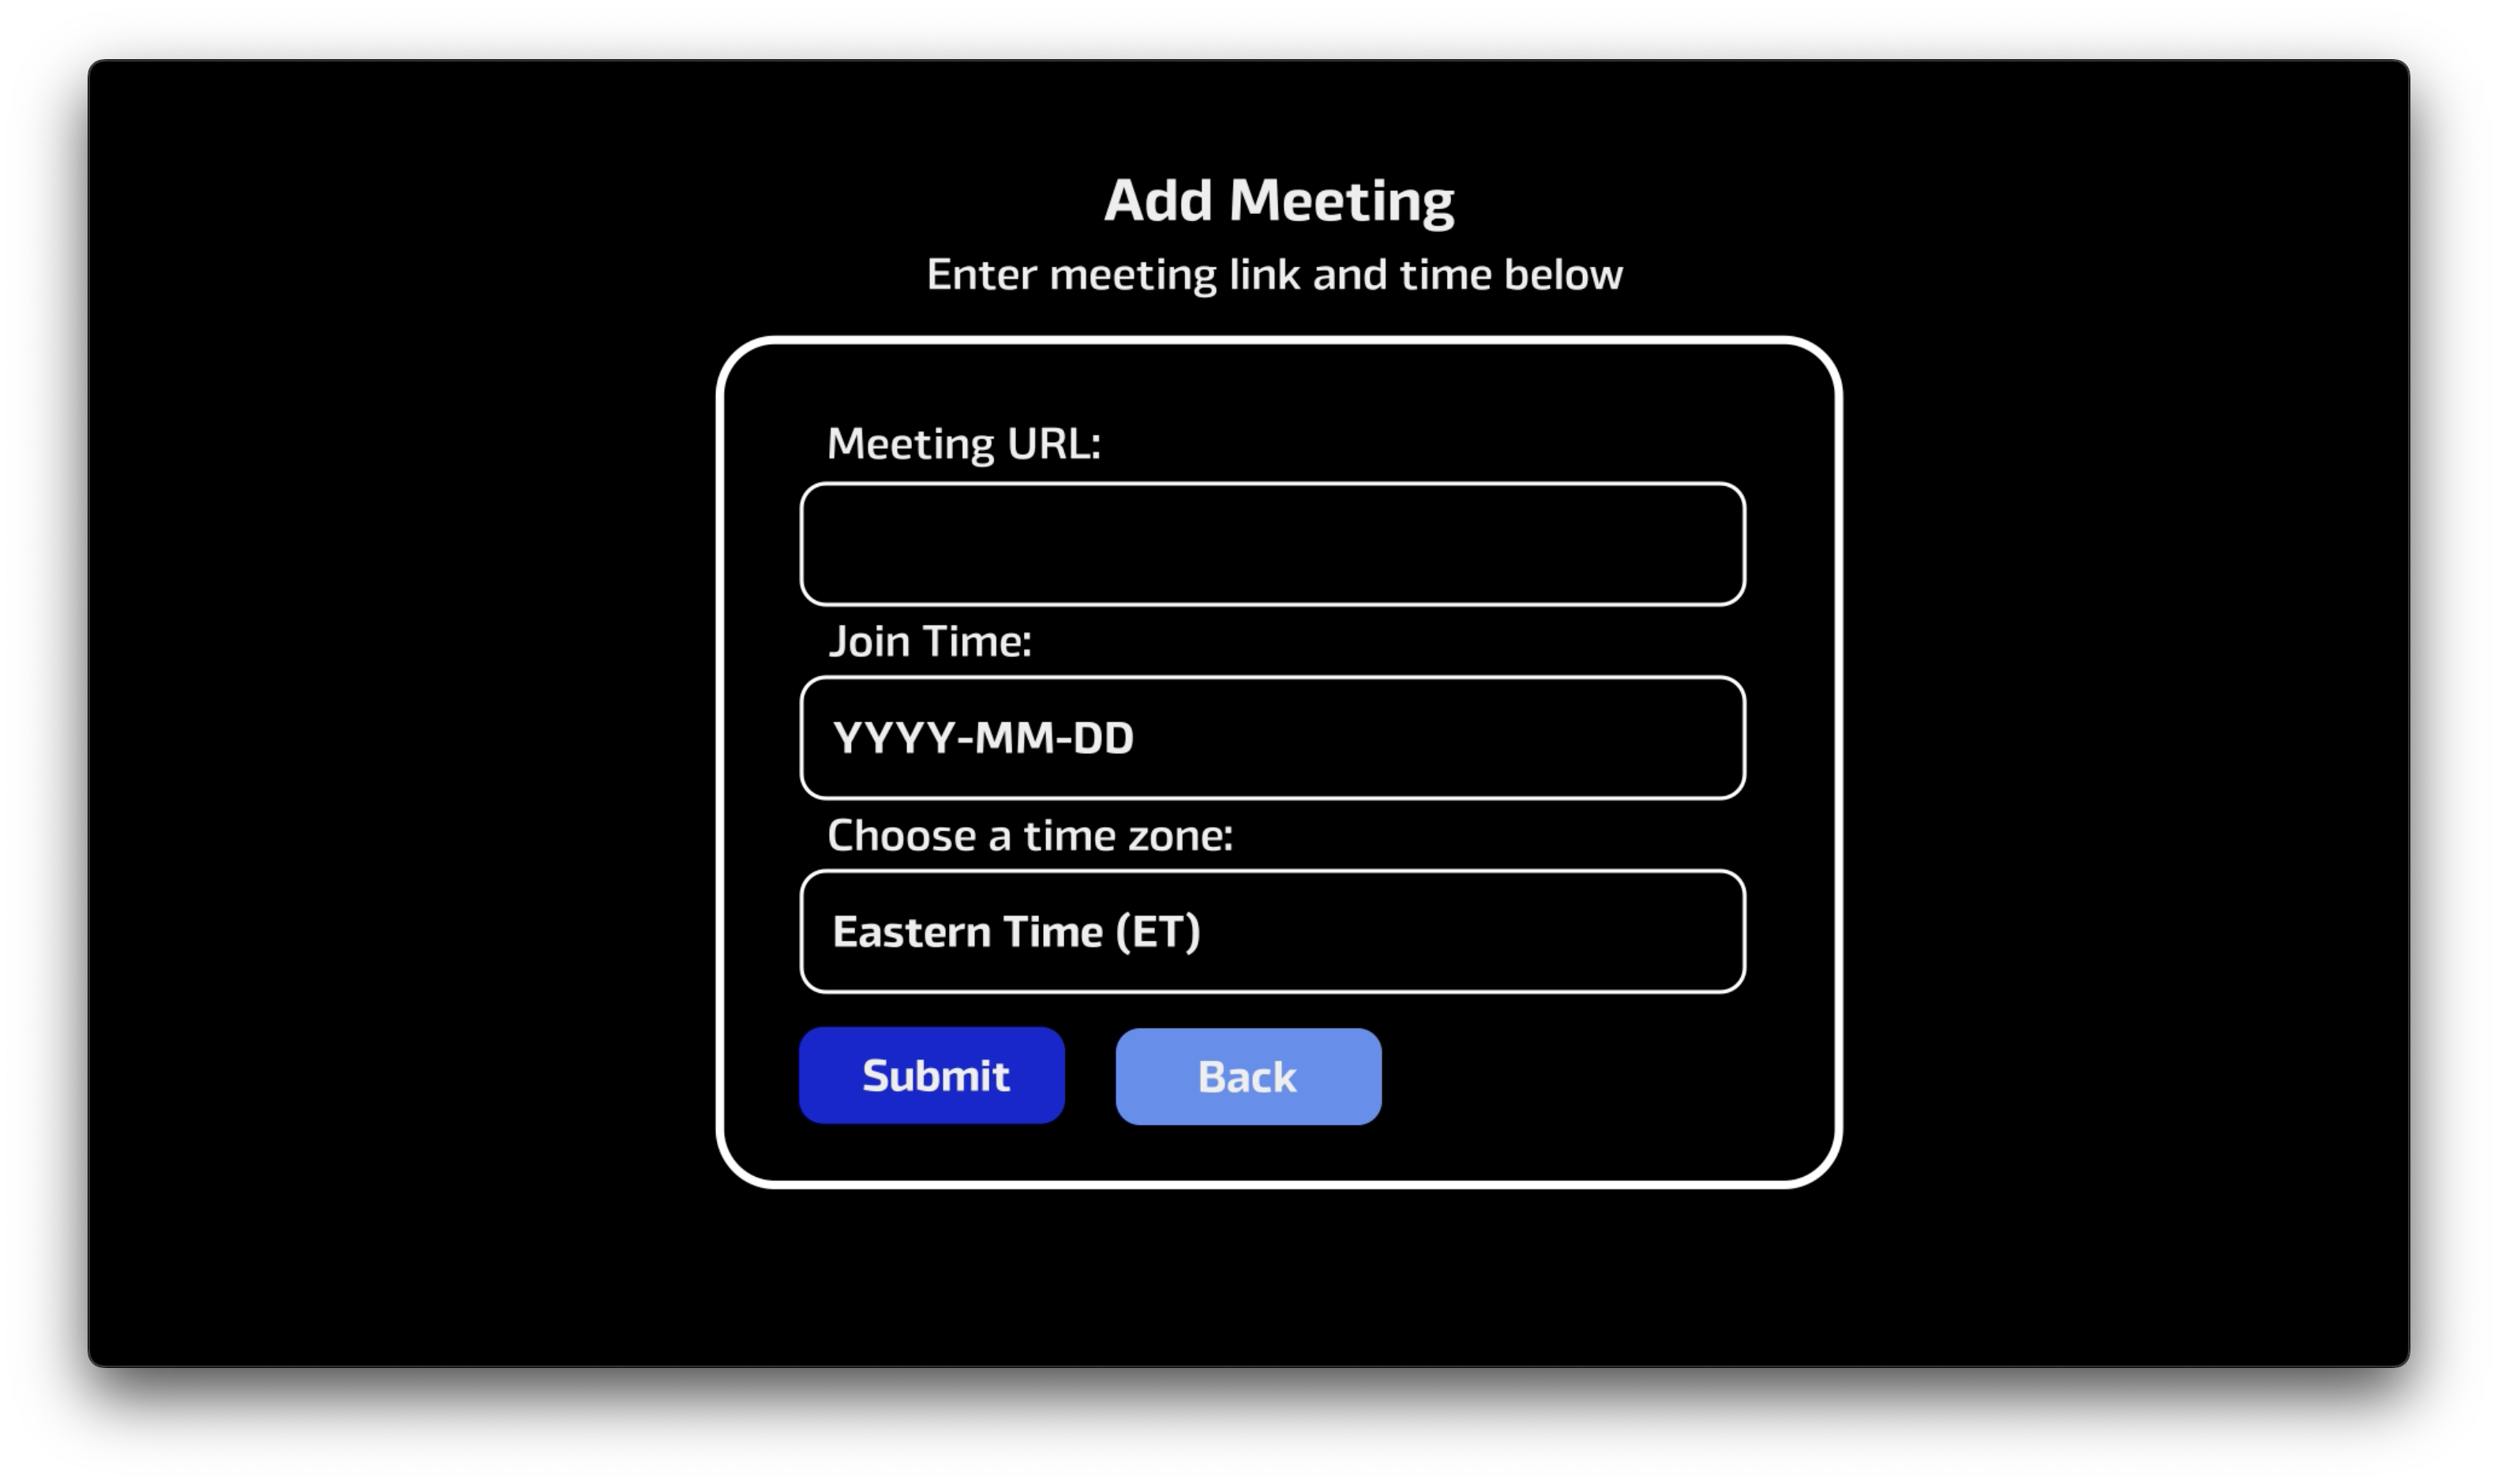 Add Meeting
Enter meeting link and time below
Meeting URL:
Join Time:
YYYY-MM-DD
Choose a time zone:
Eastern Time (ET)
Submit Back